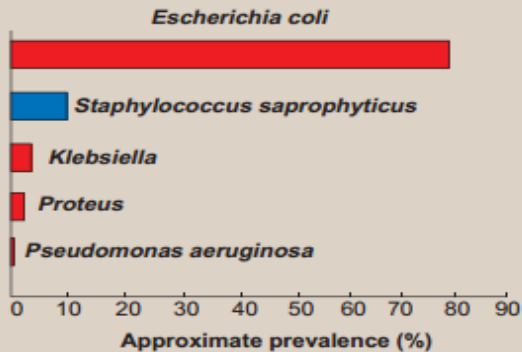 Escherichia coli
Staphylococcus saprophyticus
Klebsiella
Proteus
Pseudomonas aeruginosa
0 10 20 30 40 50 60 70 80 90
Approximate prevalence (%)